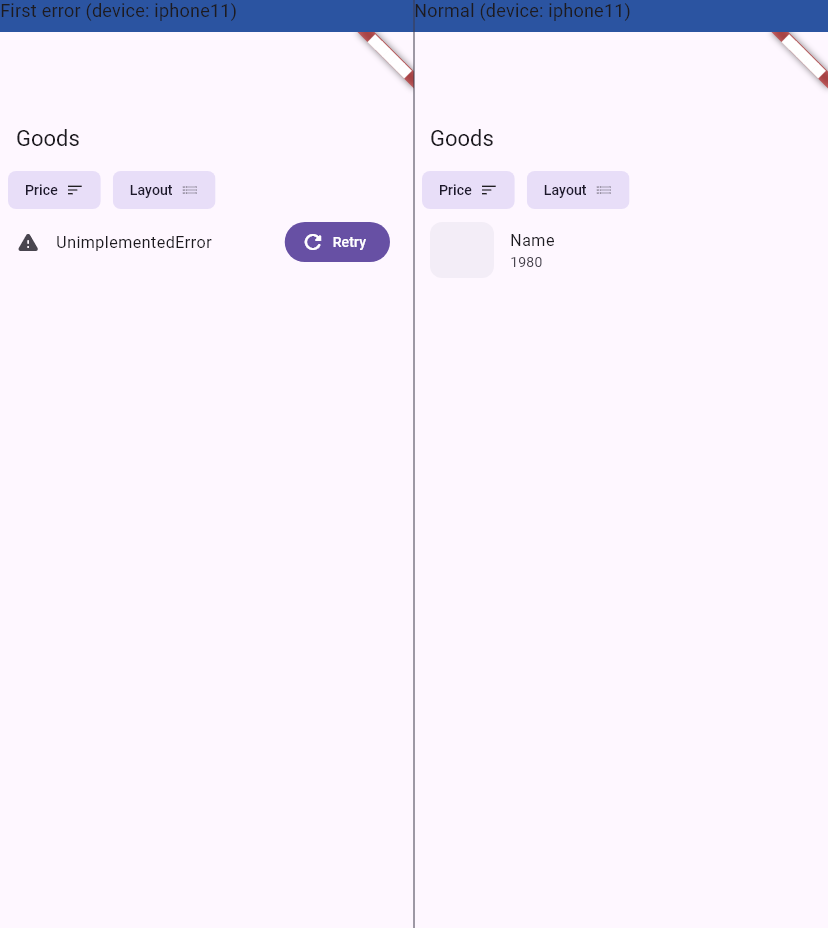 First error (device: iphone11)
Goods
Price
Layout
UnimplementedError
Retry
Normal (device: iphone11)
Goods
Price
Layout
Name
1980